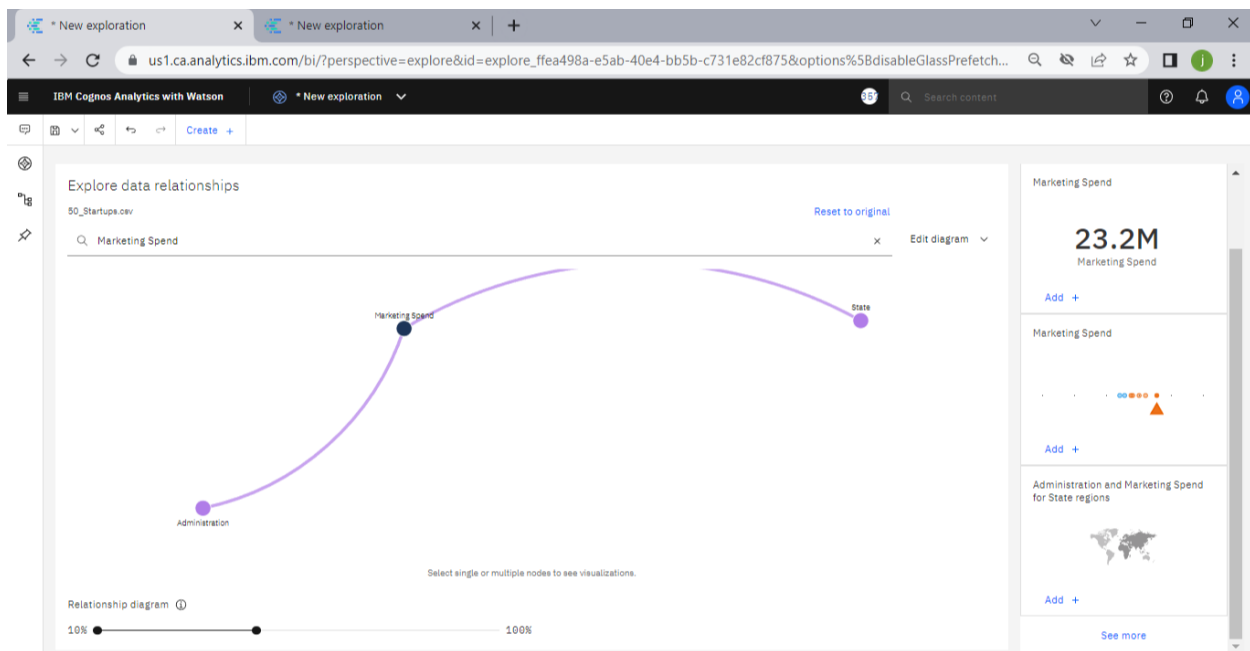 * New exploration
* New exploration
us1.ca.analytics.ibm.com/bi/?perspective=explore&id=explore_ffea498a-e5ab-40e4-bb5b-c731e82cf875&options%5BdisableGlassPrefetch...
j
IBM Cognos Analytics with Watson
* New exploration
Search content
Create +
Explore data relationships
50_Startups.csv
Reset to original
Marketing Spend
Edit diagram
Marketing Spend
State
Administration
Select single or multiple nodes to see visualizations.
Relationship diagram
10%
100%
Marketing Spend
23.2M
Marketing Spend
Add +
Marketing Spend
Add +
Administration and Marketing Spend
for State regions
Add +
See more